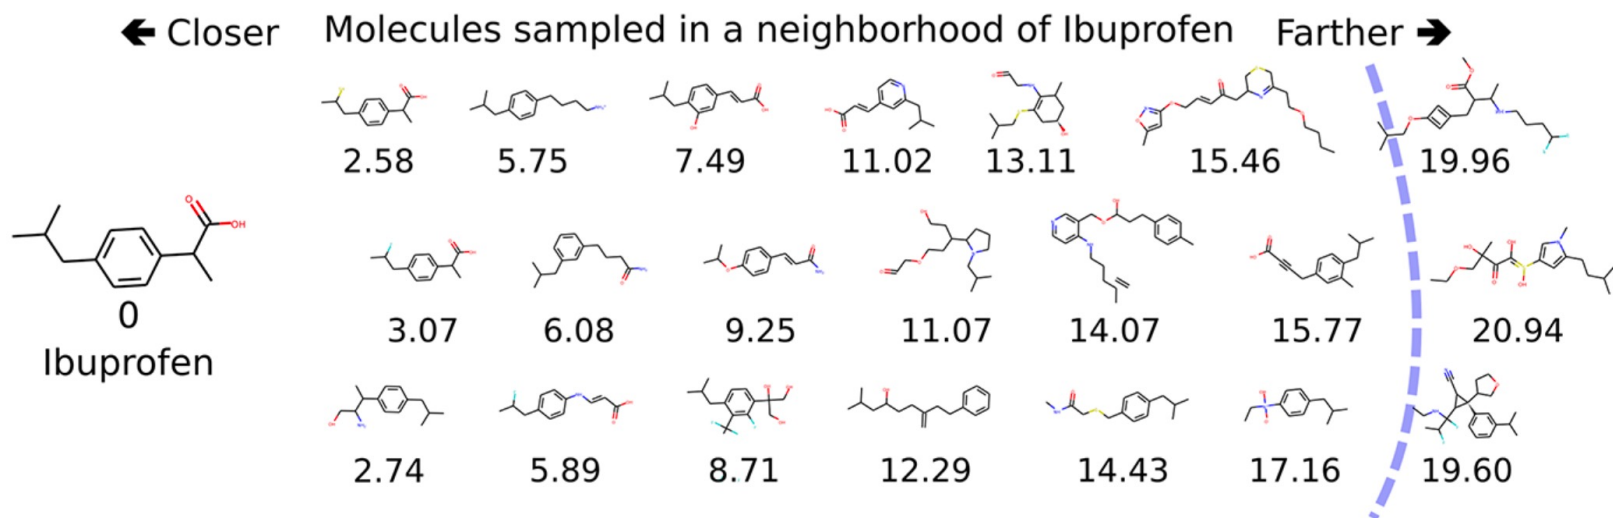 ← Closer Molecules sampled in a neighborhood of Ibuprofen Farther →
2.58 5.75 7.49 11.02 13.11 15.46 19.96
0
Ibuprofen
3.07 6.08 9.25 11.07 14.07 15.77 20.94
2.74 5.89 8.71 12.29 14.43 17.16 19.60